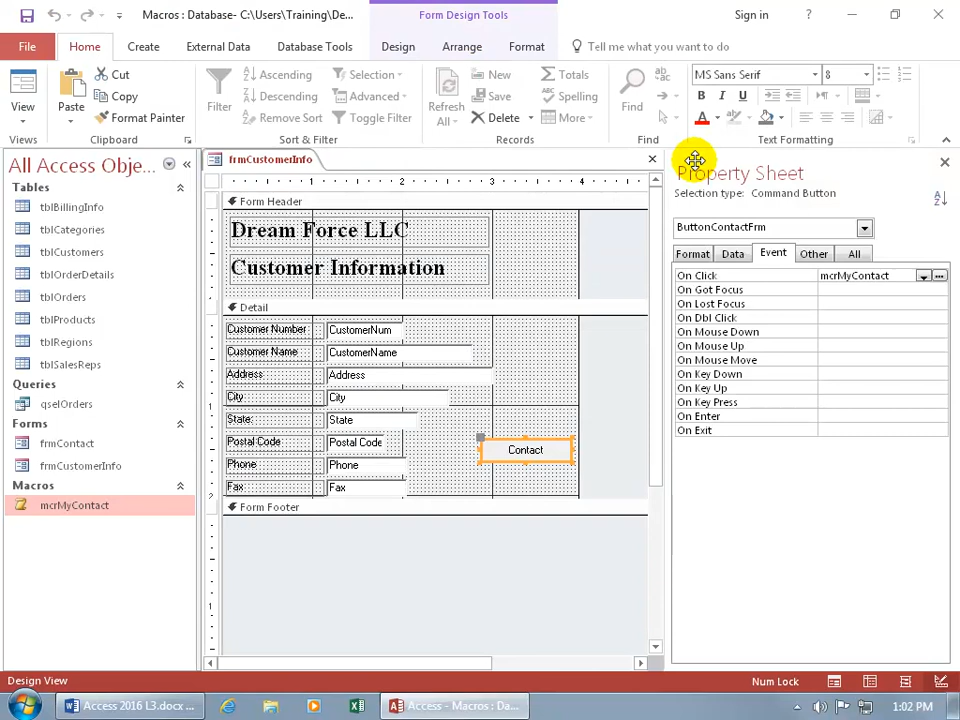 Macros : Database- C:\Users\Training\De...
Form Design Tools
Sign in
?
File
Home
Create
External Data
Database Tools
Design
Arrange
Format
Tell me what you want to do
View
Views
Paste
Cut
Copy
Format Painter
Clipboard
Filter
Ascending
Descending
Remove Sort
Selection
Advanced
Toggle Filter
Sort & Filter
Refresh
All
New
Save
Delete
Totals
Spelling
More
Records
Find
Find
MS Sans Serif
8
B I U
Text Formatting
All Access Obje...
Tables
tblBillingInfo
tblCategories
tblCustomers
tblOrderDetails
tblOrders
tblProducts
tblRegions
tblSalesReps
Queries
qselOrders
Forms
frmContact
frmCustomerInfo
Macros
mcrMyContact
frmCustomerInfo
1 2 3 4
Form Header
Dream Force LLC
Customer Information
Detail
Customer Number CustomerNum
Customer Name CustomerName
Address Address
City City
State: State
Postal Code Postal Code
Phone Phone
Fax Fax
Contact
Form Footer
Property Sheet
Selection type: Command Button
ButtonContactFrm
Format Data Event Other All
On Click mcrMyContact
On Got Focus
On Lost Focus
On Dbl Click
On Mouse Down
On Mouse Up
On Mouse Move
On Key Down
On Key Up
On Key Press
On Enter
On Exit
Design View
Num Lock
Access 2016 L3.docx ...
Access - Macros : Da...
1:02 PM